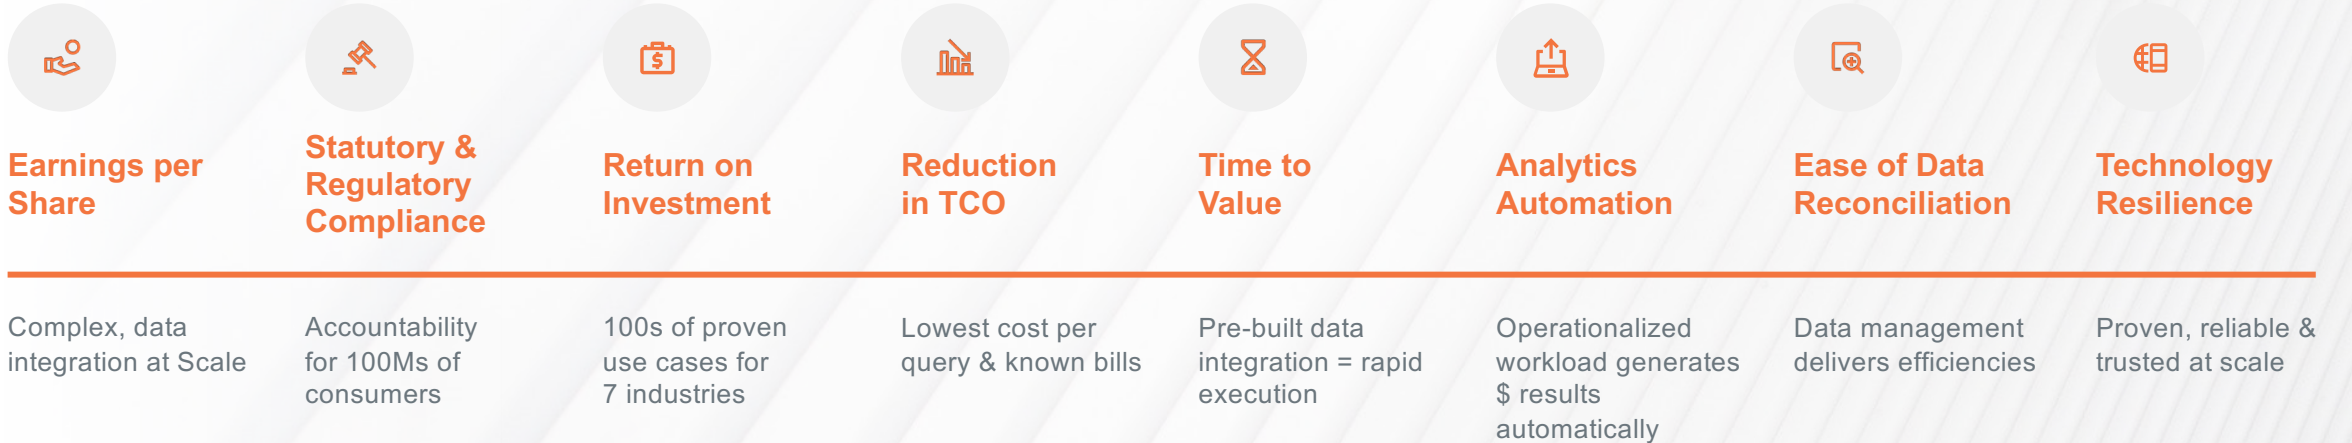 Earnings per
Share
Statutory &
Regulatory
Compliance
Return on
Investment
Reduction
in TCO
Time to
Value
Analytics
Automation
Ease of Data
Reconciliation
Technology
Resilience
Complex, data
integration at Scale
Accountability
for 100Ms of
consumers
100s of proven
use cases for
7 industries
Lowest cost per
query & known bills
Pre-built data
integration = rapid
execution
Operationalized
workload generates
$ results
automatically
Data management
delivers efficiencies
Proven, reliable &
trusted at scale